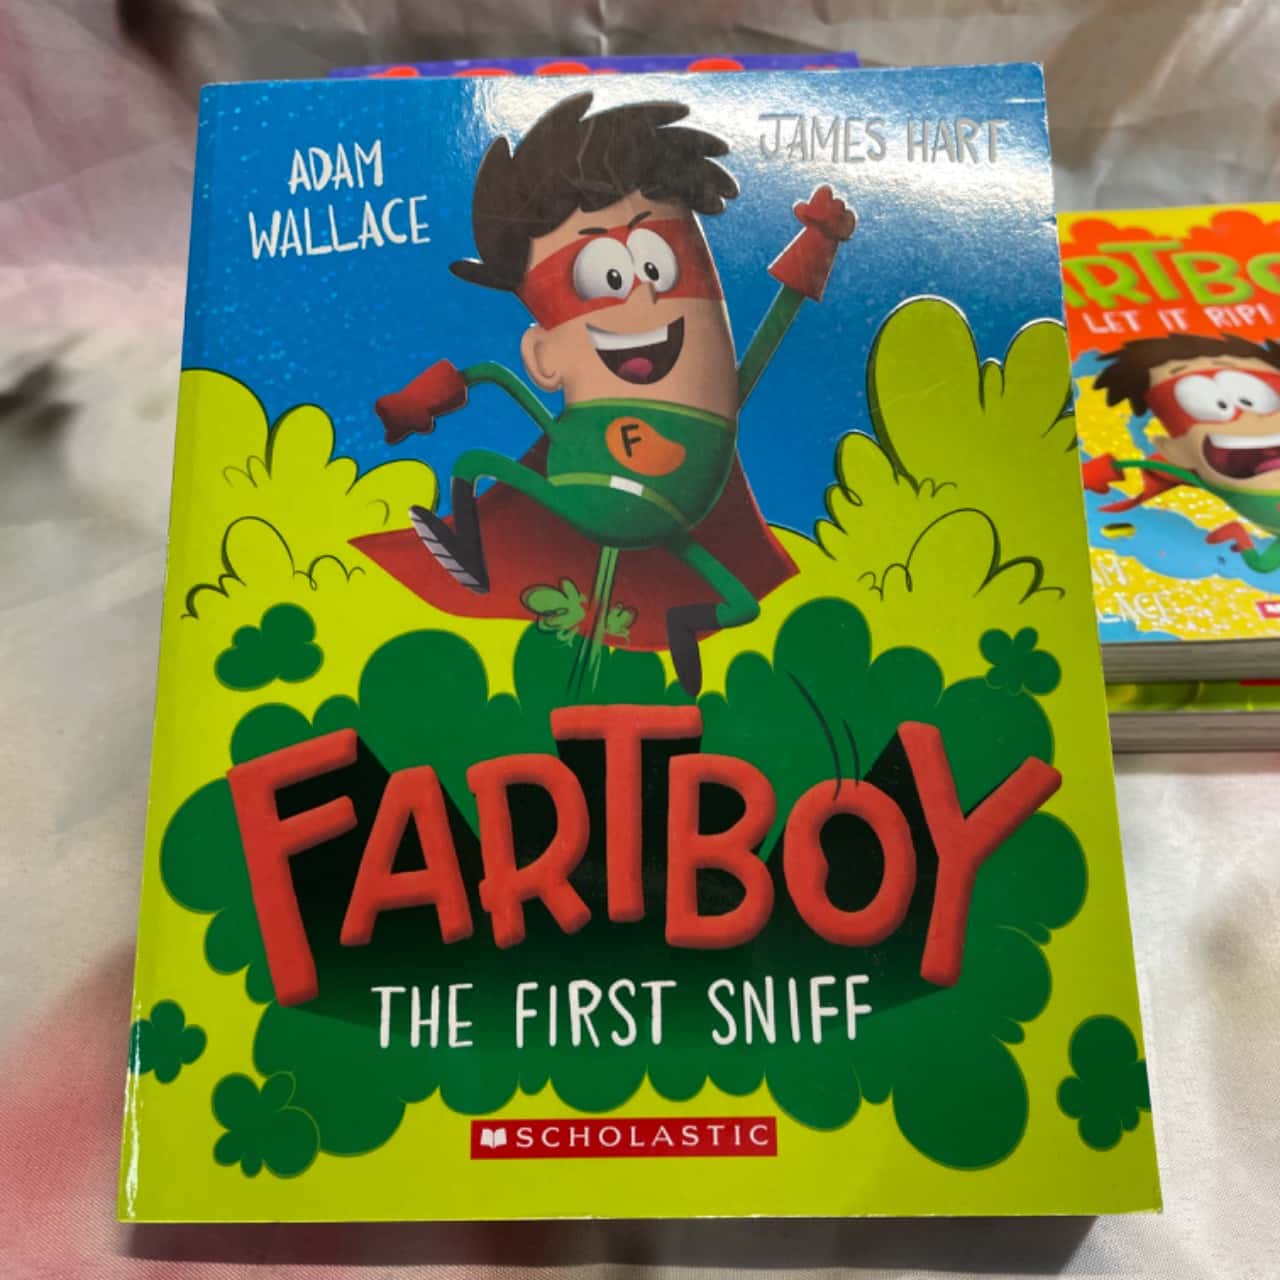 ADAM
WALLACE
JAMES HART
F
FARTBOY
THE FIRST SNIFF
SCHOLASTIC
LET IT RIP!